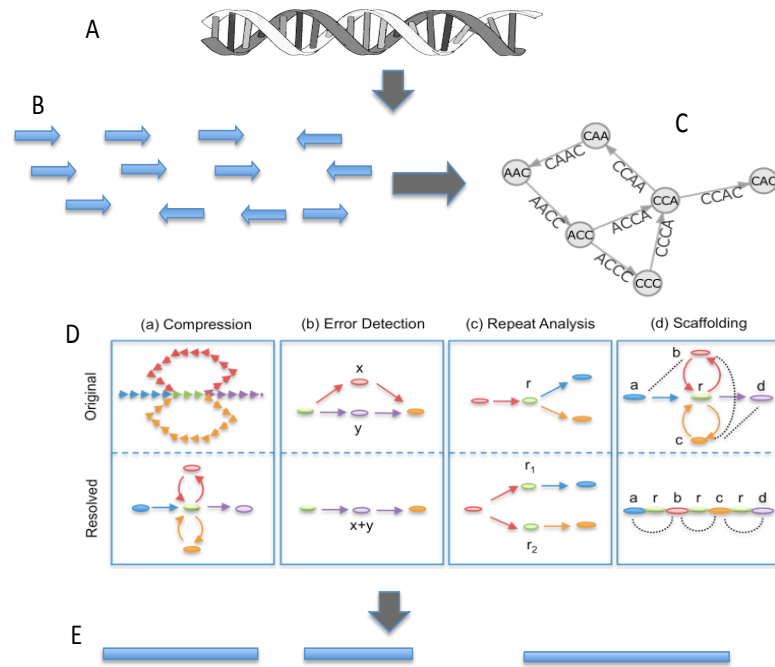 A
B
C
CAA
CAAC
AAC
CCAA
CAC
CCA
CCAC
AACC
ACCA
ACC
CCCA
ACCC
CCC
D
(a) Compression
(b) Error Detection
(c) Repeat Analysis
(d) Scaffolding
Original
x
y
r
b
a
r
d
c
Resolved
x+y
r1
r2
a r b r c r d
E